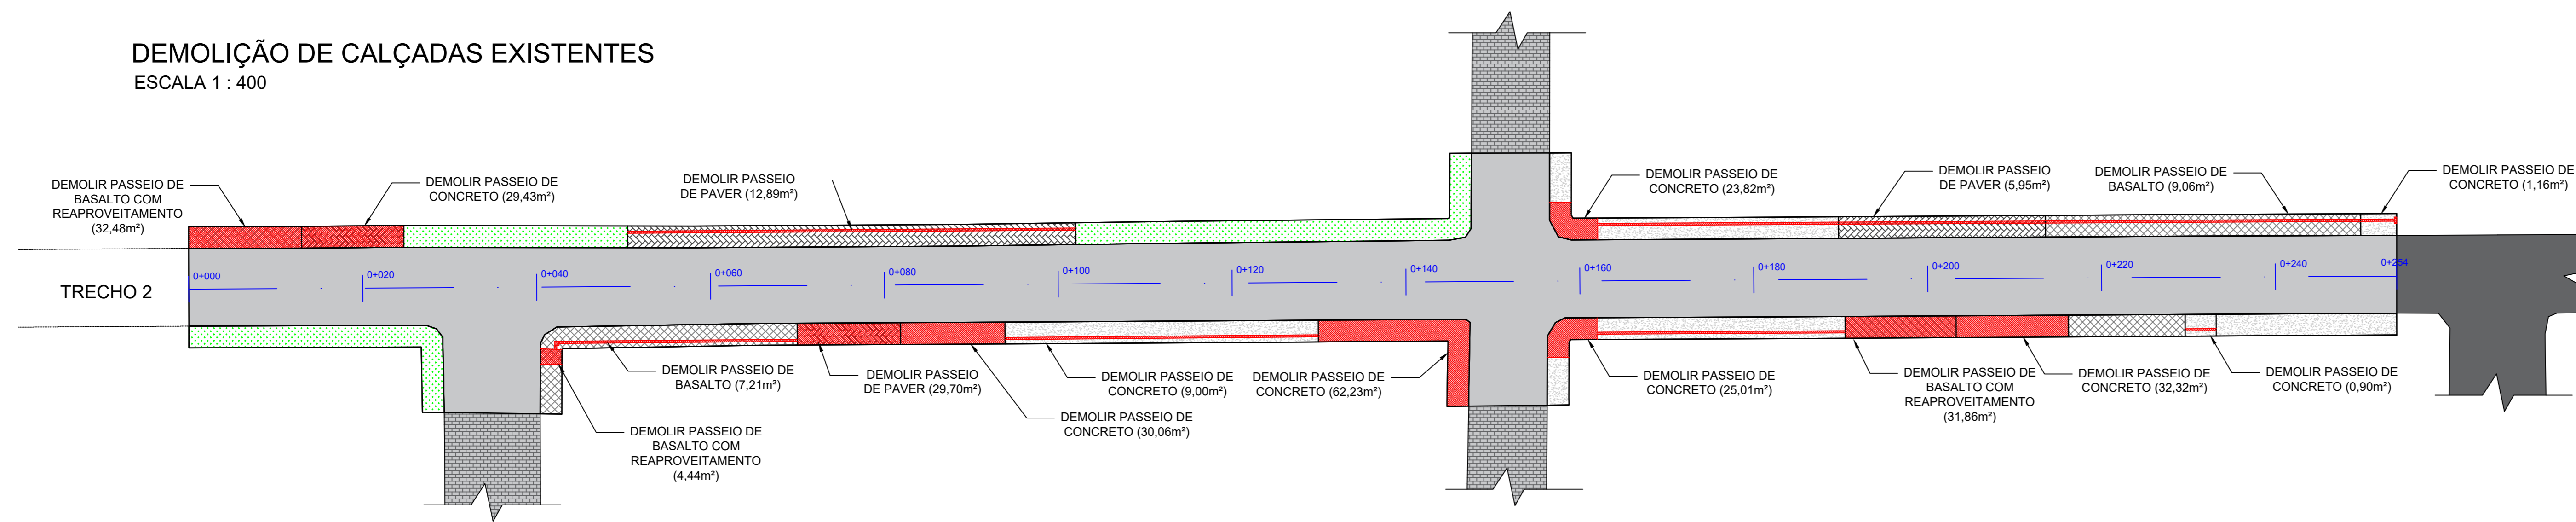 DEMOLIÇÃO DE CALÇADAS EXISTENTES
ESCALA 1 : 400
DEMOLIR PASSEIO DE
BASALTO COM
REAPROVEITAMENTO
(32,48m²)
DEMOLIR PASSEIO DE
CONCRETO (29,43m²)
DEMOLIR PASSEIO
DE PAVER (12,89m²)
DEMOLIR PASSEIO DE
CONCRETO (23,82m²)
DEMOLIR PASSEIO
DE PAVER (5,95m²)
DEMOLIR PASSEIO DE
BASALTO (9,06m²)
DEMOLIR PASSEIO DE
CONCRETO (1,16m²)
TRECHO 2
0+000
0+020
0+040
0+060
0+080
0+100
0+120
0+140
0+160
0+180
0+200
0+220
0+240
0+254
DEMOLIR PASSEIO DE
BASALTO COM
REAPROVEITAMENTO
(4,44m²)
DEMOLIR PASSEIO DE
BASALTO (7,21m²)
DEMOLIR PASSEIO
DE PAVER (29,70m²)
DEMOLIR PASSEIO DE
CONCRETO (30,06m²)
DEMOLIR PASSEIO DE
CONCRETO (9,00m²)
DEMOLIR PASSEIO DE
CONCRETO (62,23m²)
DEMOLIR PASSEIO DE
CONCRETO (25,01m²)
DEMOLIR PASSEIO DE
BASALTO COM
REAPROVEITAMENTO
(31,86m²)
DEMOLIR PASSEIO DE
CONCRETO (32,32m²)
DEMOLIR PASSEIO DE
CONCRETO (0,90m²)